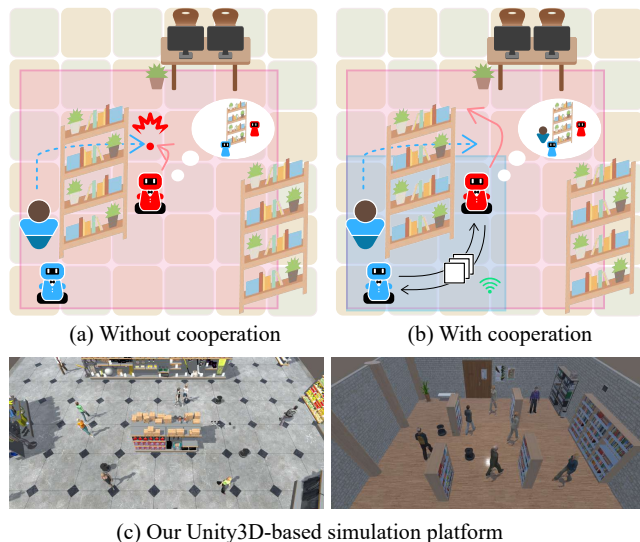 (a) Without cooperation
(b) With cooperation
(c) Our Unity3D-based simulation platform